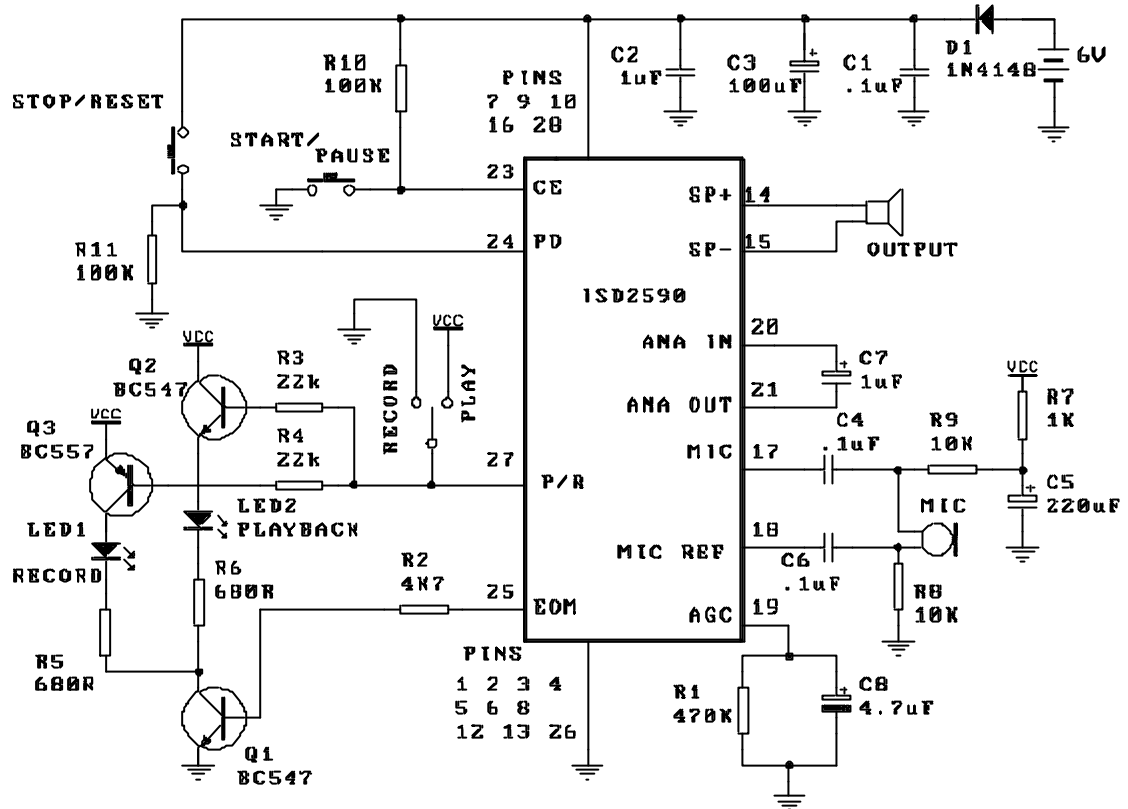 STOP/RESET
R10
100K
START/
PAUSE
PINS
7 9 10
16 28
C2
1uF
C3
+
100uF
C1
.1uF
D1
1N4148
6V
R11
100K
23
CE
24
PD
ISD2590
SP+
14
SP-
15
OUTPUT
VCC
Q2
BC547
R3
22k
RECORD
VCC
PLAY
ANA IN
20
ANA OUT
21
C7
+
1uF
VCC
Q3
BC557
R4
22k
27
P/R
MIC
17
C4
.1uF
R9
10K
VCC
R7
1K
C5
+
220uF
LED1
RECORD
LED2
PLAYBACK
MIC REF
18
C6
.1uF
MIC
R8
10K
R6
680R
R2
4K7
25
EOM
AGC
19
R5
680R
PINS
1 2 3 4
5 6 8
12 13 26
R1
470K
C8
+
4.7uF
Q1
BC547